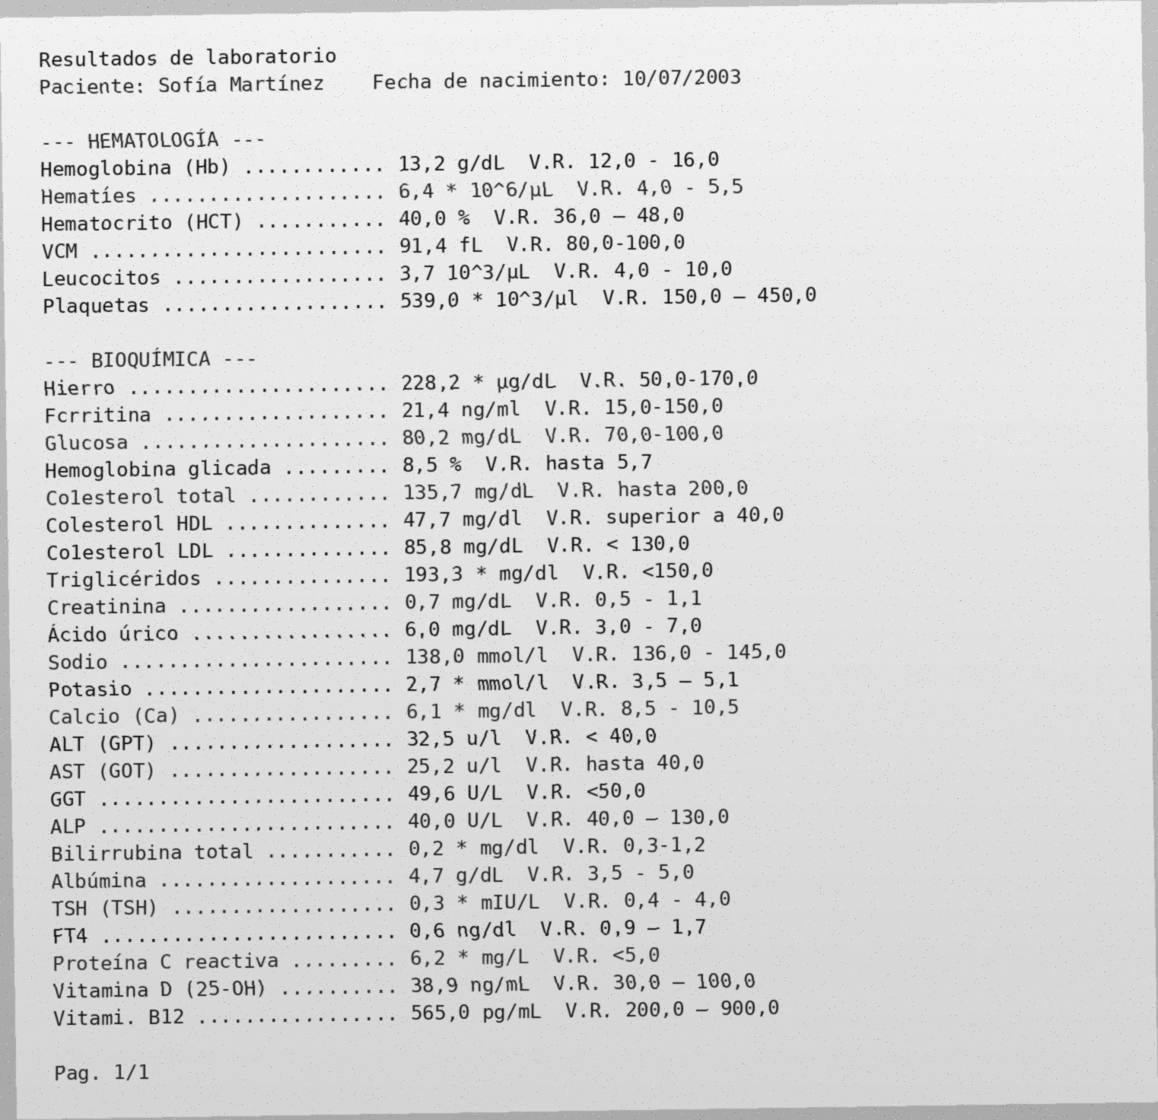 Resultados de laboratorio
Paciente: Sofía Martínez    Fecha de nacimiento: 10/07/2003
--- HEMATOLOGÍA ---
Hemoglobina (Hb) ............ 13,2 g/dL  V.R. 12,0 - 16,0
Hematíes .................... 6,4 * 10^6/µL  V.R. 4,0 - 5,5
Hematocrito (HCT) ........... 40,0 %  V.R. 36,0 – 48,0
VCM ......................... 91,4 fL  V.R. 80,0-100,0
Leucocitos .................. 3,7 10^3/µL  V.R. 4,0 - 10,0
Plaquetas ................... 539,0 * 10^3/µl  V.R. 150,0 – 450,0
--- BIOQUÍMICA ---
Hierro ...................... 228,2 * µg/dL  V.R. 50,0-170,0
Fcrritina ................... 21,4 ng/ml  V.R. 15,0-150,0
Glucosa ..................... 80,2 mg/dL  V.R. 70,0-100,0
Hemoglobina glicada ......... 8,5 %  V.R. hasta 5,7
Co1esterol total ............ 135,7 mg/dL  V.R. hasta 200,0
Colesterol HDL .............. 47,7 mg/dl  V.R. superior a 40,0
Co1esterol LDL .............. 85,8 mg/dL  V.R. < 130,0
Triglicéridos ............... 193,3 * mg/dl  V.R. <150,0
Creatinina .................. 0,7 mg/dL  V.R. 0,5 - 1,1
Ácido úrico ................. 6,0 mg/dL  V.R. 3,0 - 7,0
Sodio ....................... 138,0 mmol/l  V.R. 136,0 - 145,0
Potasio ..................... 2,7 * mmol/l  V.R. 3,5 – 5,1
Calcio (Ca) ................. 6,1 * mg/dl  V.R. 8,5 - 10,5
ALT (GPT) ................... 32,5 u/l  V.R. < 40,0
AST (GOT) ................... 25,2 u/l  V.R. hasta 40,0
GGT ......................... 49,6 U/L  V.R. <50,0
ALP ......................... 40,0 U/L  V.R. 40,0 – 130,0
Bilirrubina total ........... 0,2 * mg/dl  V.R. 0,3-1,2
Albúmina .................... 4,7 g/dL  V.R. 3,5 - 5,0
TSH (TSH) ................... 0,3 * mIU/L  V.R. 0,4 - 4,0
FT4 ......................... 0,6 ng/dl  V.R. 0,9 – 1,7
Proteína C reactiva ......... 6,2 * mg/L  V.R. <5,0
Vitamina D (25-OH) .......... 38,9 ng/mL  V.R. 30,0 – 100,0
Vitami. B12 ................. 565,0 pg/mL  V.R. 200,0 – 900,0
Pag. 1/1